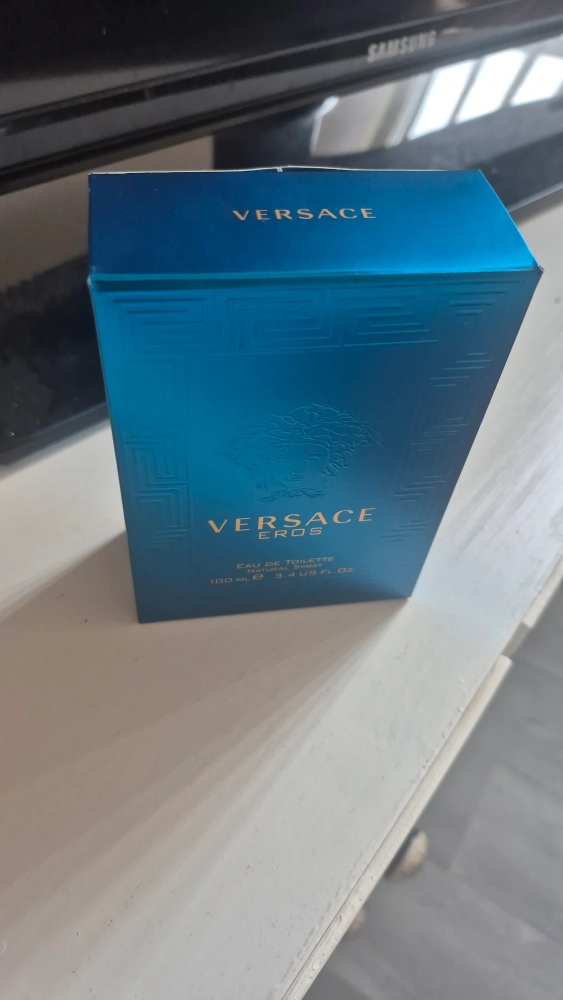 SAMSUNG
VERSACE
VERSACE
EROS
EAU DE TOILETTE
NATURAL SPRAY
100 ML e 3.4 US FL. OZ.